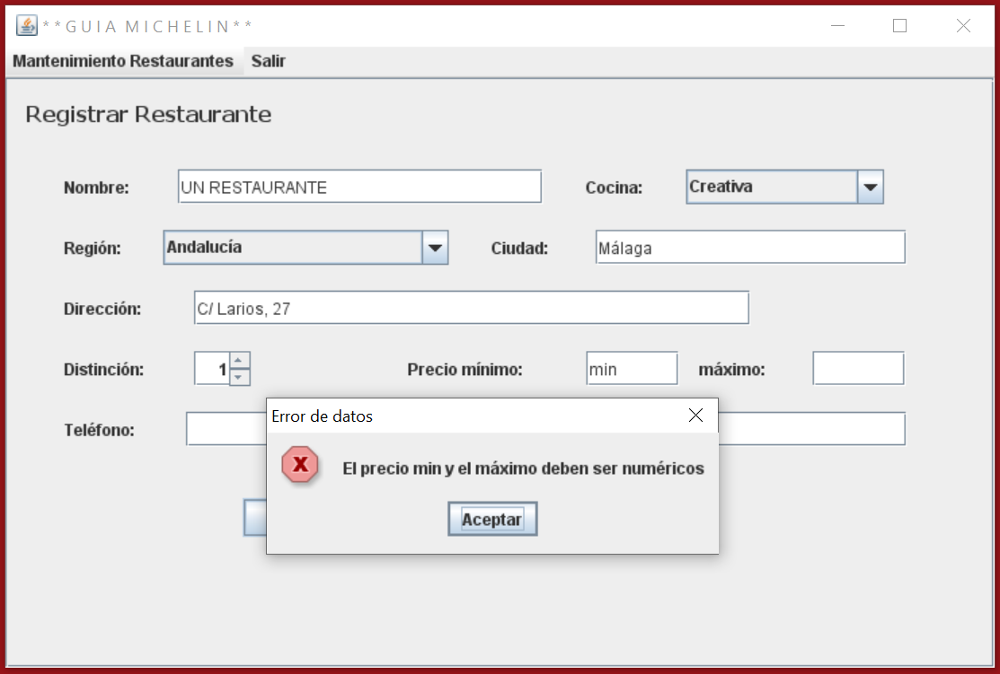 **GUIA MICHELIN**
Mantenimiento Restaurantes Salir
Registrar Restaurante
Nombre: UN RESTAURANTE Cocina: Creativa
Región: Andalucía Ciudad: Málaga
Dirección: C/ Larios, 27
Distinción: 1 Precio mínimo: min máximo:
Teléfono:
Error de datos
El precio min y el máximo deben ser numéricos
Aceptar